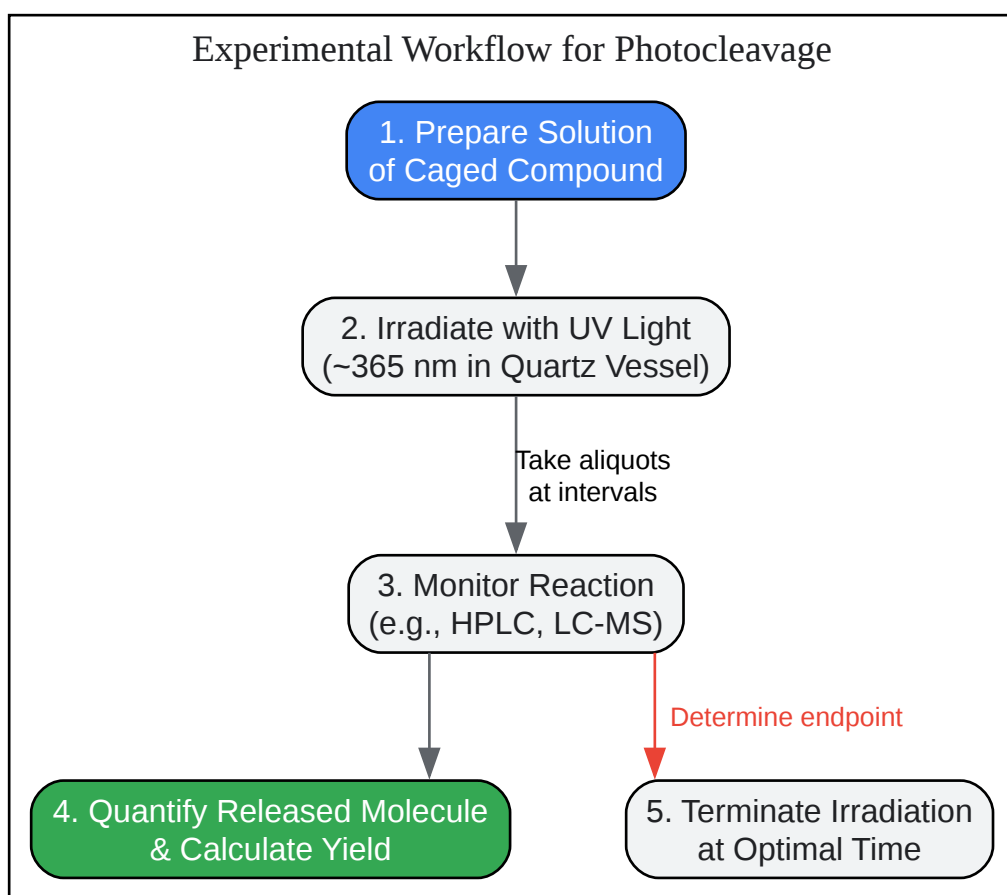 Experimental Workflow for Photocleavage
1. Prepare Solution
of Caged Compound
2. Irradiate with UV Light
(~365 nm in Quartz Vessel)
Take aliquots
at intervals
3. Monitor Reaction
(e.g., HPLC, LC-MS)
Determine endpoint
4. Quantify Released Molecule
& Calculate Yield
5. Terminate Irradiation
at Optimal Time